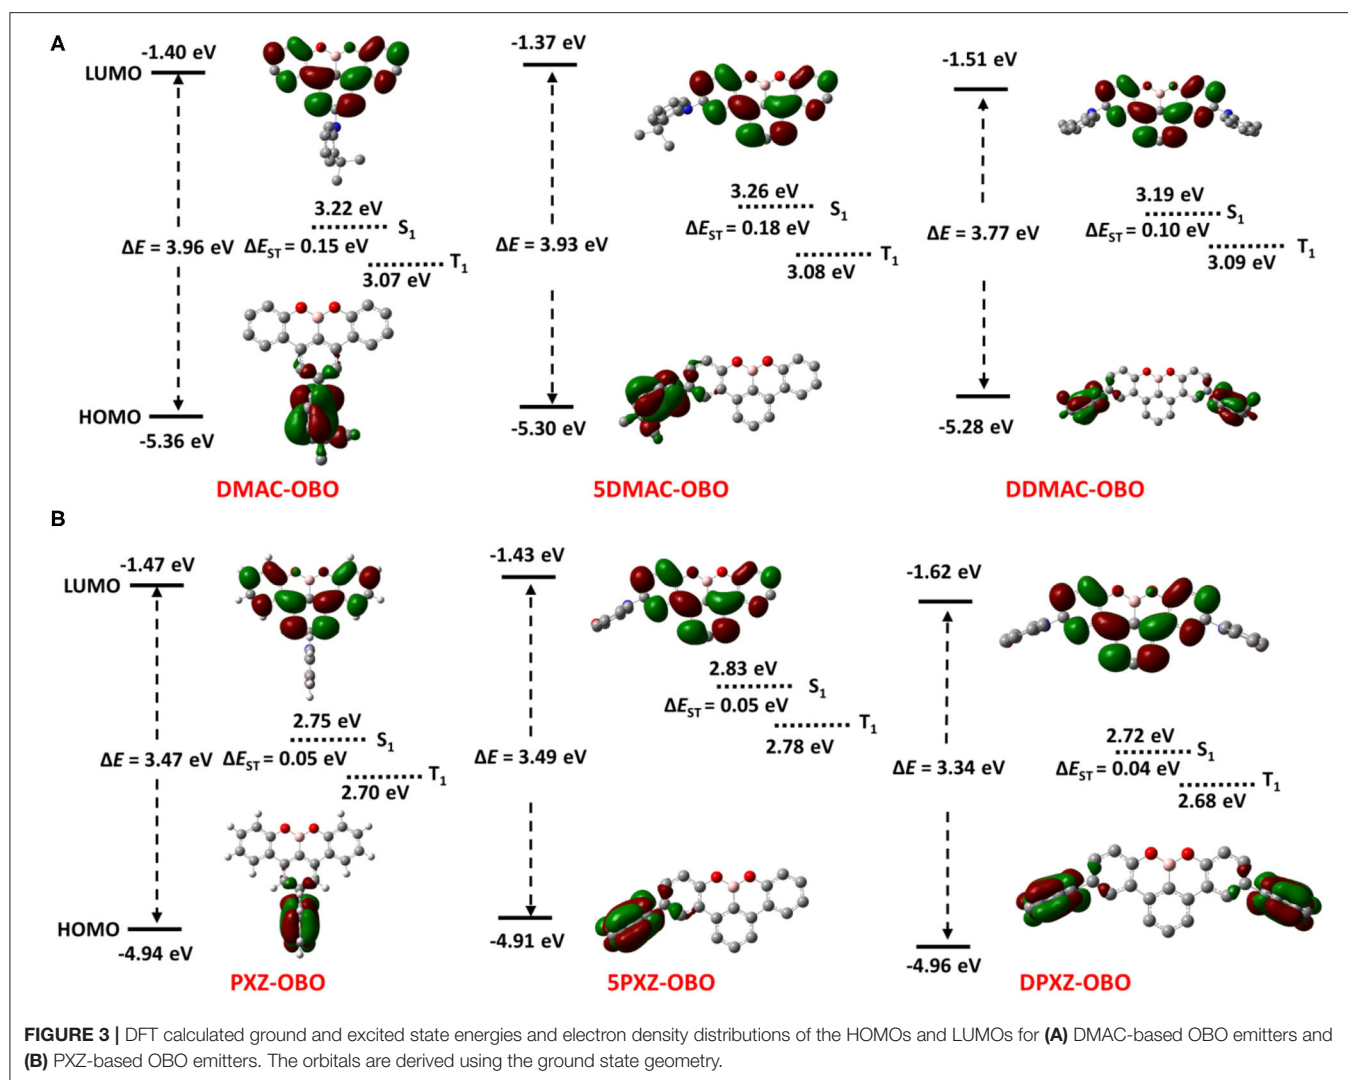 A
-1.40 eV
LUMO
3.22 eV
S1
ΔE = 3.96 eV
ΔEST = 0.15 eV
T1
3.07 eV
HOMO
-5.36 eV
DMAC-OBO
-1.37 eV
3.26 eV
S1
ΔEST = 0.18 eV
ΔE = 3.93 eV
T1
3.08 eV
-5.30 eV
5DMAC-OBO
-1.51 eV
3.19 eV
S1
ΔEST = 0.10 eV
ΔE = 3.77 eV
T1
3.09 eV
-5.28 eV
DDMAC-OBO
B
-1.47 eV
LUMO
2.75 eV
S1
ΔE = 3.47 eV
ΔEST = 0.05 eV
T1
2.70 eV
HOMO
-4.94 eV
PXZ-OBO
-1.43 eV
2.83 eV
S1
ΔEST = 0.05 eV
T1
2.78 eV
ΔE = 3.49 eV
-4.91 eV
5PXZ-OBO
-1.62 eV
2.72 eV
S1
ΔE = 3.34 eV
ΔEST = 0.04 eV
T1
2.68 eV
-4.96 eV
DPXZ-OBO
FIGURE 3 | DFT calculated ground and excited state energies and electron density distributions of the HOMOs and LUMOs for (A) DMAC-based OBO emitters and
(B) PXZ-based OBO emitters. The orbitals are derived using the ground state geometry.